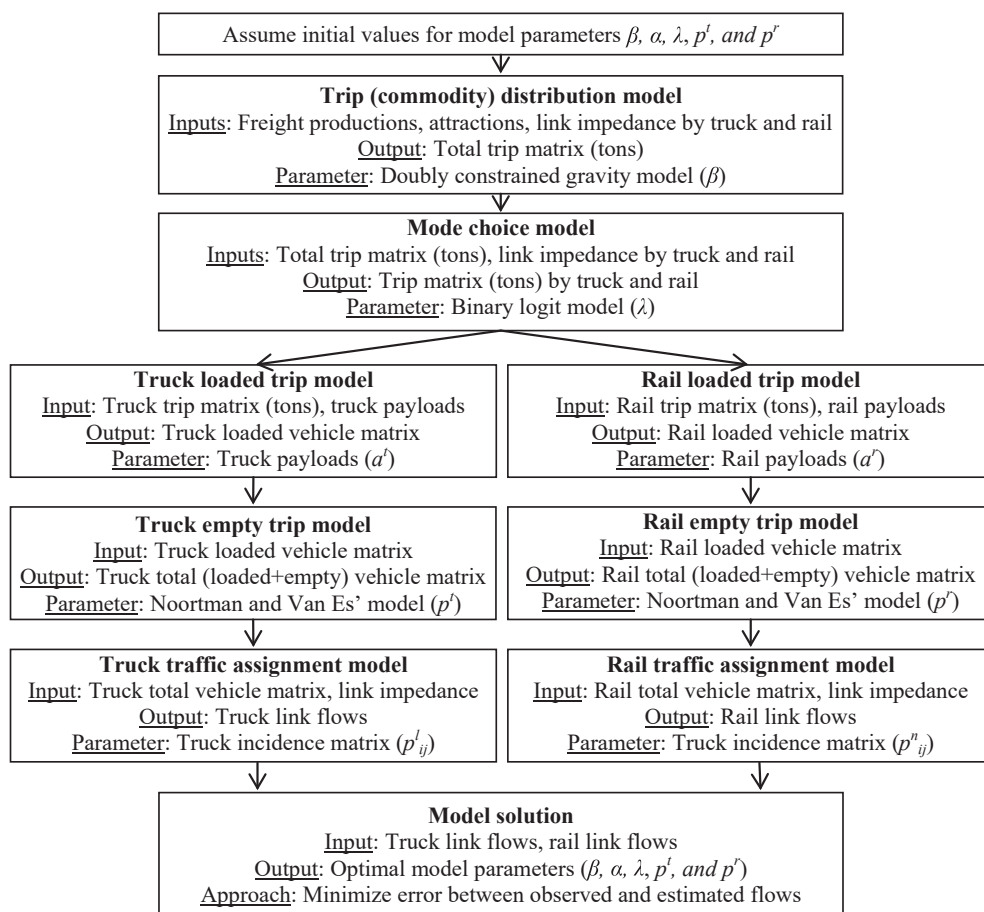 Assume initial values for model parameters β, α, λ, pᵗ, and pʳ
Trip (commodity) distribution model
Inputs: Freight productions, attractions, link impedance by truck and rail
Output: Total trip matrix (tons)
Parameter: Doubly constrained gravity model (β)
Mode choice model
Inputs: Total trip matrix (tons), link impedance by truck and rail
Output: Trip matrix (tons) by truck and rail
Parameter: Binary logit model (λ)
Truck loaded trip model
Input: Truck trip matrix (tons), truck payloads
Output: Truck loaded vehicle matrix
Parameter: Truck payloads (aᵗ)
Rail loaded trip model
Input: Rail trip matrix (tons), rail payloads
Output: Rail loaded vehicle matrix
Parameter: Rail payloads (aʳ)
Truck empty trip model
Input: Truck loaded vehicle matrix
Output: Truck total (loaded+empty) vehicle matrix
Parameter: Noortman and Van Es’ model (pᵗ)
Rail empty trip model
Input: Rail loaded vehicle matrix
Output: Rail total (loaded+empty) vehicle matrix
Parameter: Noortman and Van Es’ model (pʳ)
Truck traffic assignment model
Input: Truck total vehicle matrix, link impedance
Output: Truck link flows
Parameter: Truck incidence matrix (pˡᵢⱼ)
Rail traffic assignment model
Input: Rail total vehicle matrix, link impedance
Output: Rail link flows
Parameter: Truck incidence matrix (pⁿᵢⱼ)
Model solution
Input: Truck link flows, rail link flows
Output: Optimal model parameters (β, α, λ, pᵗ, and pʳ)
Approach: Minimize error between observed and estimated flows